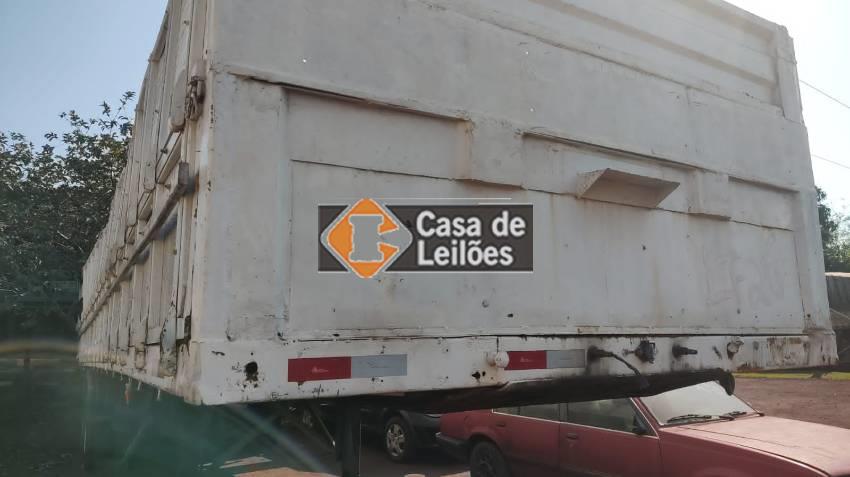 Casa de
Leilões